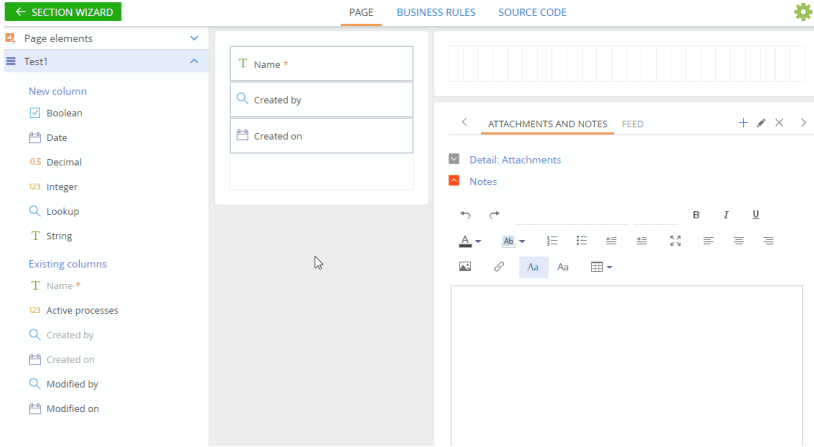 ← SECTION WIZARD
PAGE BUSINESS RULES SOURCE CODE
Page elements
Test1
New column
Boolean
Date
0.5 Decimal
123 Integer
Lookup
T String
Existing columns
T Name *
123 Active processes
Created by
Created on
Modified by
Modified on
T Name *
Created by
Created on
ATTACHMENTS AND NOTES FEED
Detail: Attachments
Notes
B I U
A Ab
Aa Aa